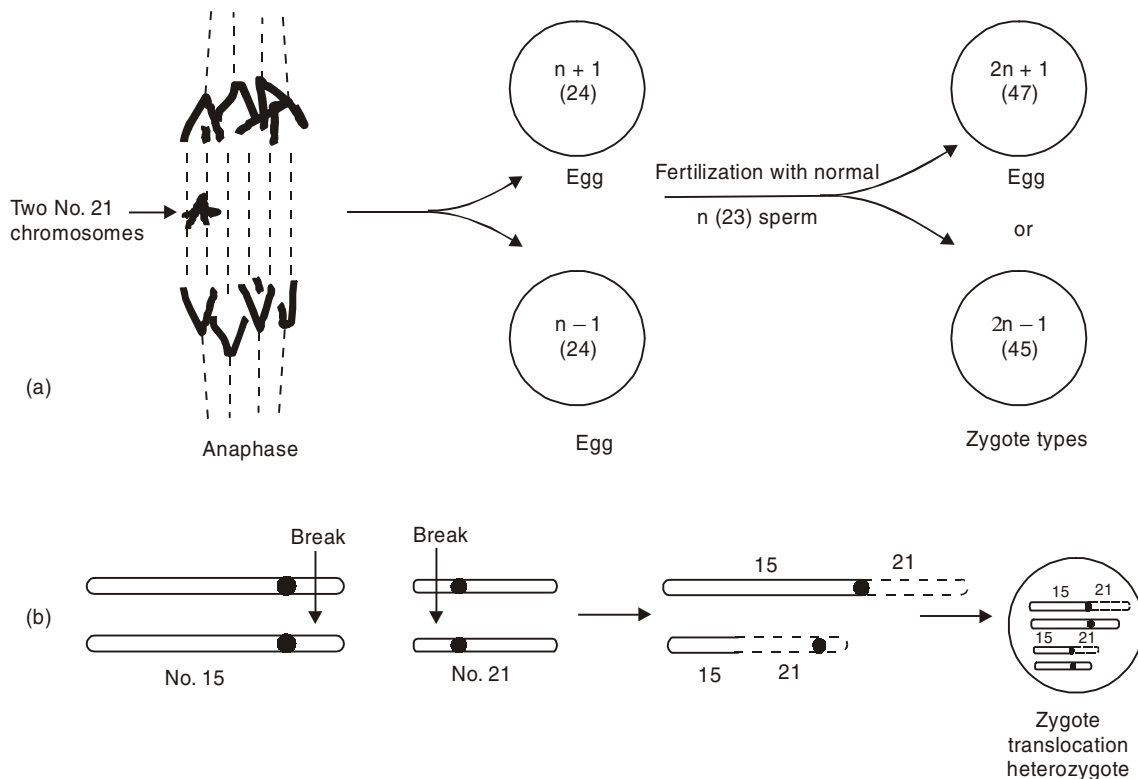 n + 1
(24)
Egg
2n + 1
(47)
Egg
Fertilization with normal
n (23) sperm
or
Two No. 21
chromosomes
n – 1
(24)
Egg
2n – 1
(45)
Zygote types
(a)
Anaphase
Break
Break
(b)
No. 15
No. 21
15
21
15
21
15
21
15
21
Zygote
translocation
heterozygote